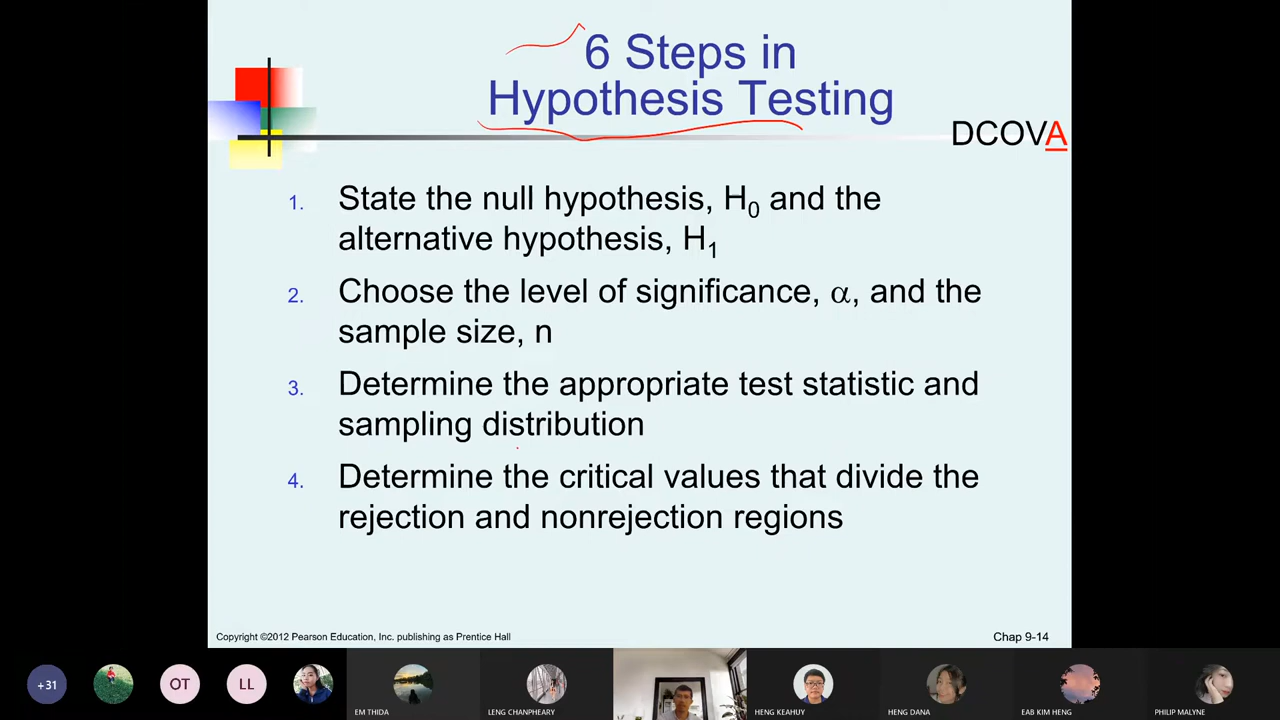 6 Steps in
Hypothesis Testing
DCOVA
1. State the null hypothesis, H0 and the
alternative hypothesis, H1
2. Choose the level of significance, α, and the
sample size, n
3. Determine the appropriate test statistic and
sampling distribution
4. Determine the critical values that divide the
rejection and nonrejection regions
Copyright ©2012 Pearson Education, Inc. publishing as Prentice Hall
Chap 9-14
+31
OT
LL
EM THIDA
LENG CHANPHEARY
HENG KEAHUY
HENG DANA
EAB KIM HENG
PHILIP MALYNE